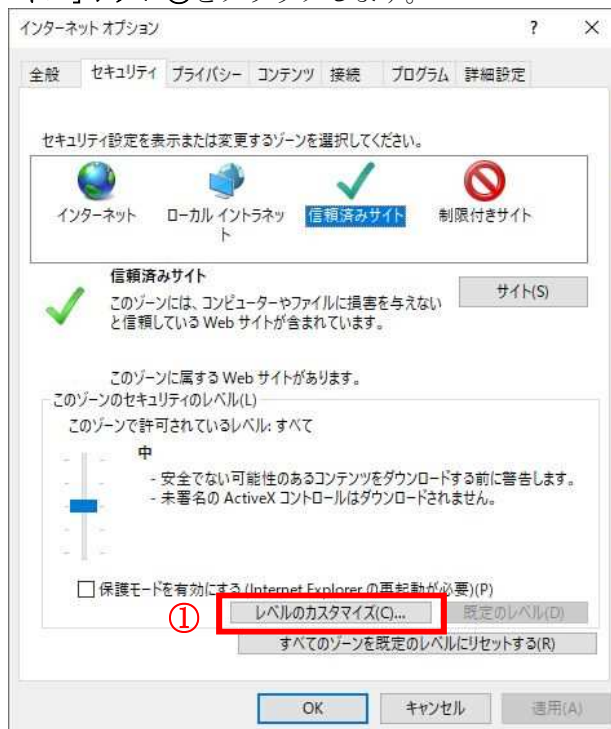 ボタン①をクリックします。
インターネット オプション ? ×
全般 セキュリティ プライバシー コンテンツ 接続 プログラム 詳細設定
セキュリティ設定を表示または変更するゾーンを選択してください。
インターネット ローカル イントラネット 信頼済みサイト 制限付きサイト
信頼済みサイト
サイト(S)
このゾーンには、コンピューターやファイルに損害を与えない
と信頼している Web サイトが含まれています。
このゾーンに属する Web サイトがあります。
このゾーンのセキュリティのレベル(L)
このゾーンで許可されているレベル: すべて
中
- 安全でない可能性のあるコンテンツをダウンロードする前に警告します。
- 未署名の ActiveX コントロールはダウンロードされません。
保護モードを有効にする (Internet Explorer の再起動が必要)(P)
① レベルのカスタマイズ(C)... 既定のレベル(D)
すべてのゾーンを既定のレベルにリセットする(R)
OK キャンセル 適用(A)